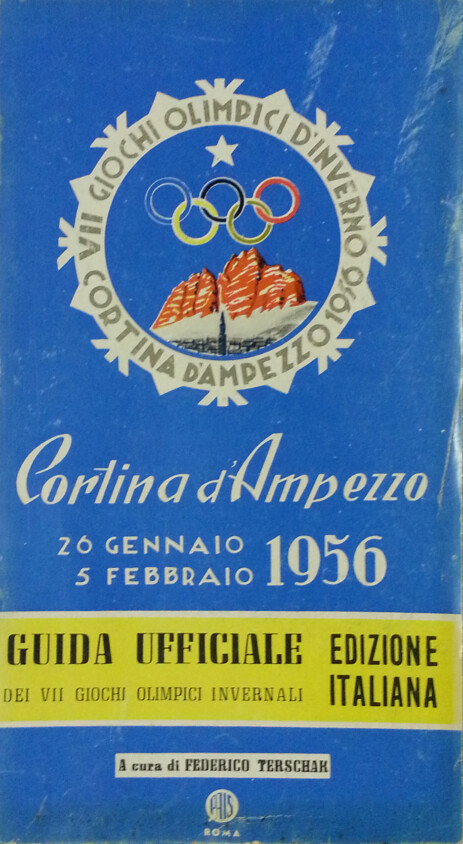 VII GIOCHI OLIMPICI D'INVERNO
CORTINA D'AMPEZZO 1956
Cortina d'Ampezzo
26 GENNAIO
5 FEBBRAIO 1956
GUIDA UFFICIALE
DEI VII GIOCHI OLIMPICI INVERNALI
EDIZIONE
ITALIANA
A cura di FEDERICO TERSCHAK
PAIS
ROMA